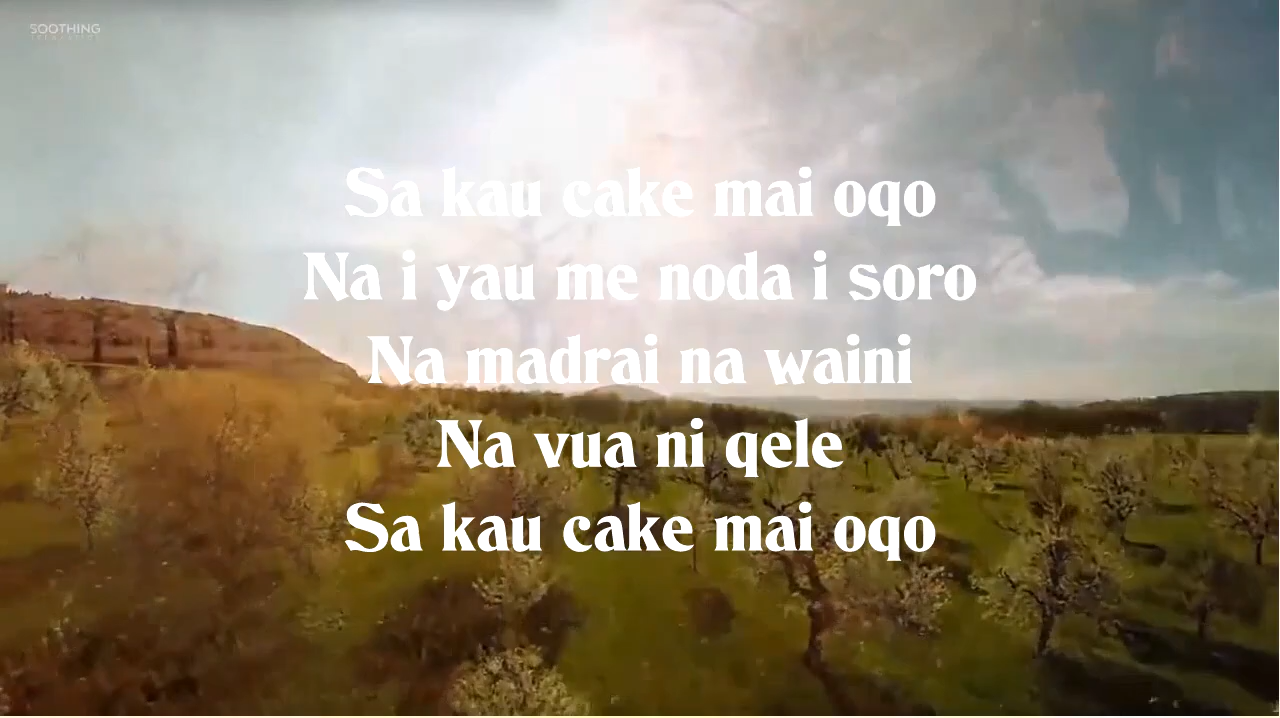 SOOTHING
Sa kau cake mai oqo
Na i yau me noda i soro
Na madrai na waini
Na vua ni qele
Sa kau cake mai oqo